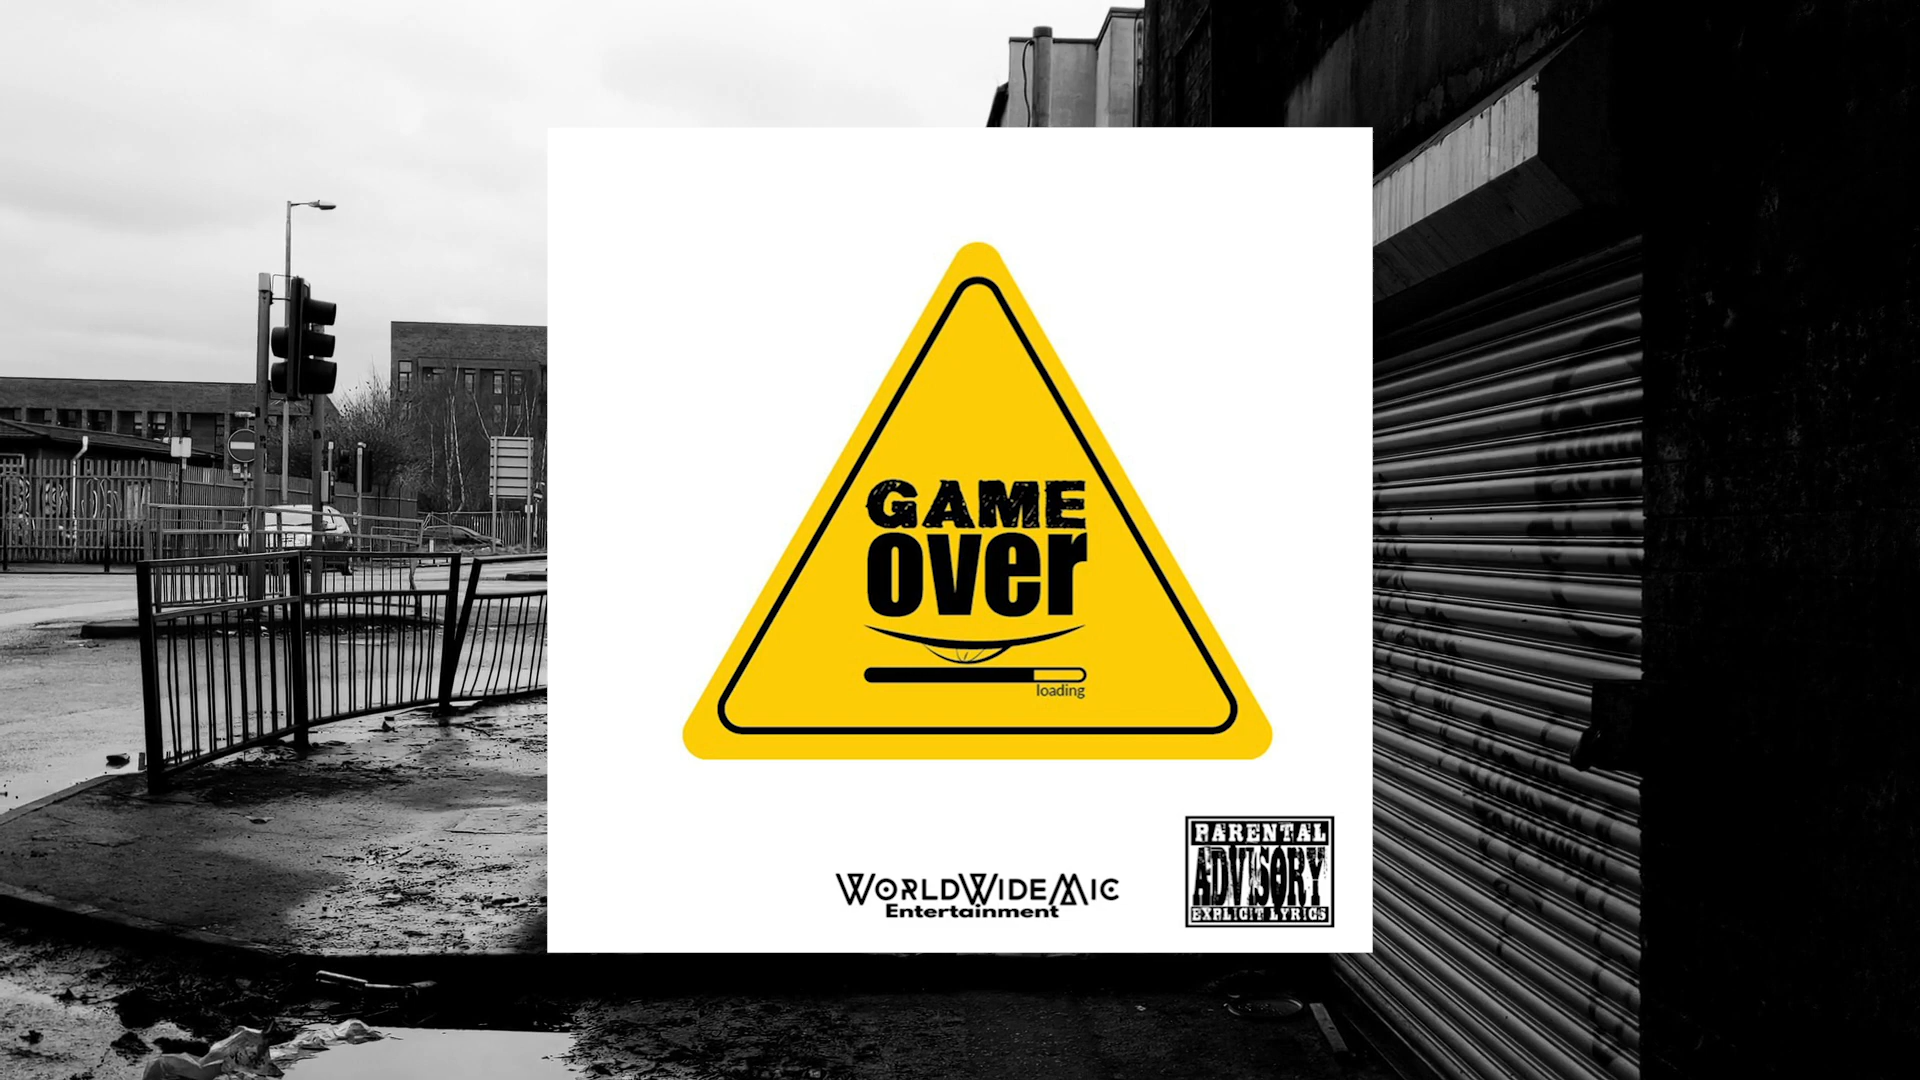 GAME
over
loading
WORLDWIDEMIC
Entertainment
PARENTAL
ADVISORY
EXPLICIT LYRICS